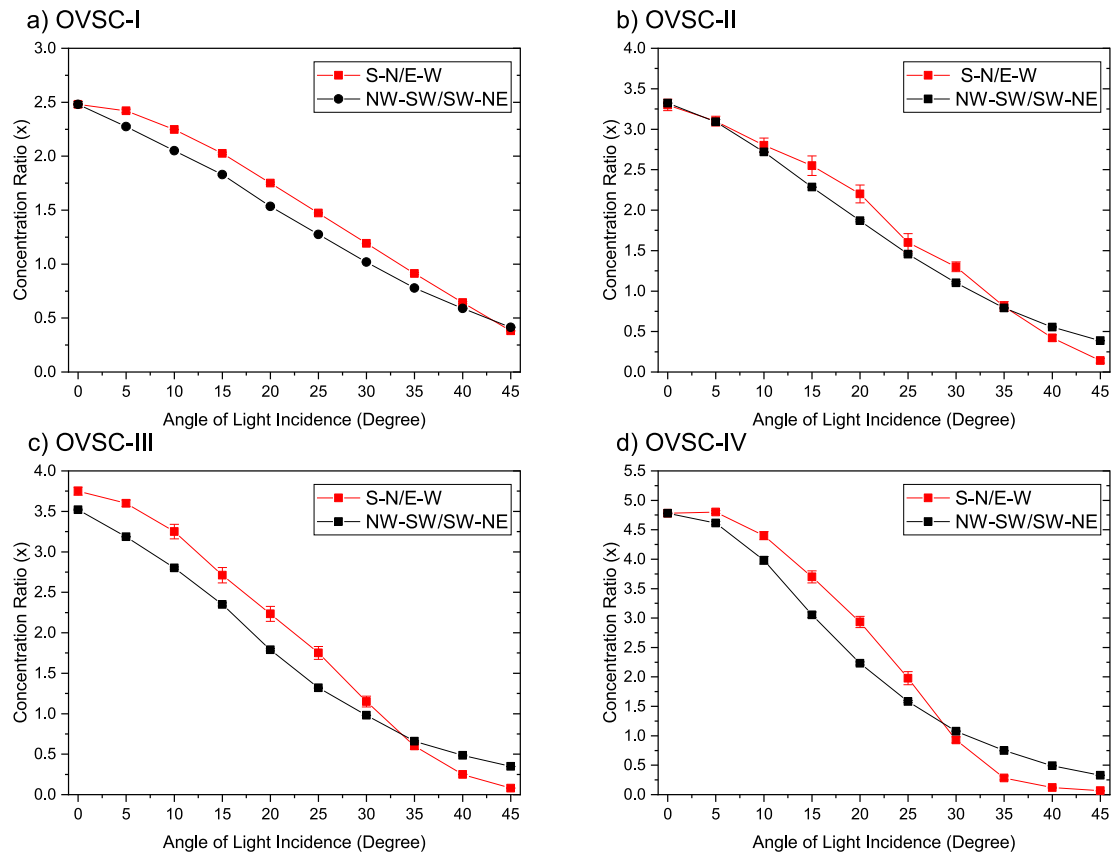 a) OVSC-I
3.0
2.5
2.0
1.5
1.0
0.5
0.0
Concentration Ratio (x)
S-N/E-W
NW-SW/SW-NE
0 5 10 15 20 25 30 35 40 45
Angle of Light Incidence (Degree)
b) OVSC-II
4.0
3.5
3.0
2.5
2.0
1.5
1.0
0.5
0.0
Concentration Ratio (x)
S-N/E-W
NW-SW/SW-NE
0 5 10 15 20 25 30 35 40 45
Angle of Light Incidence (Degree)
c) OVSC-III
4.0
3.5
3.0
2.5
2.0
1.5
1.0
0.5
0.0
Concentration Ratio (x)
S-N/E-W
NW-SW/SW-NE
0 5 10 15 20 25 30 35 40 45
Angle of Light Incidence (Degree)
d) OVSC-IV
5.5
5.0
4.5
4.0
3.5
3.0
2.5
2.0
1.5
1.0
0.5
0.0
Concentration Ratio (x)
S-N/E-W
NW-SW/SW-NE
0 5 10 15 20 25 30 35 40 45
Angle of Light Incidence (Degree)